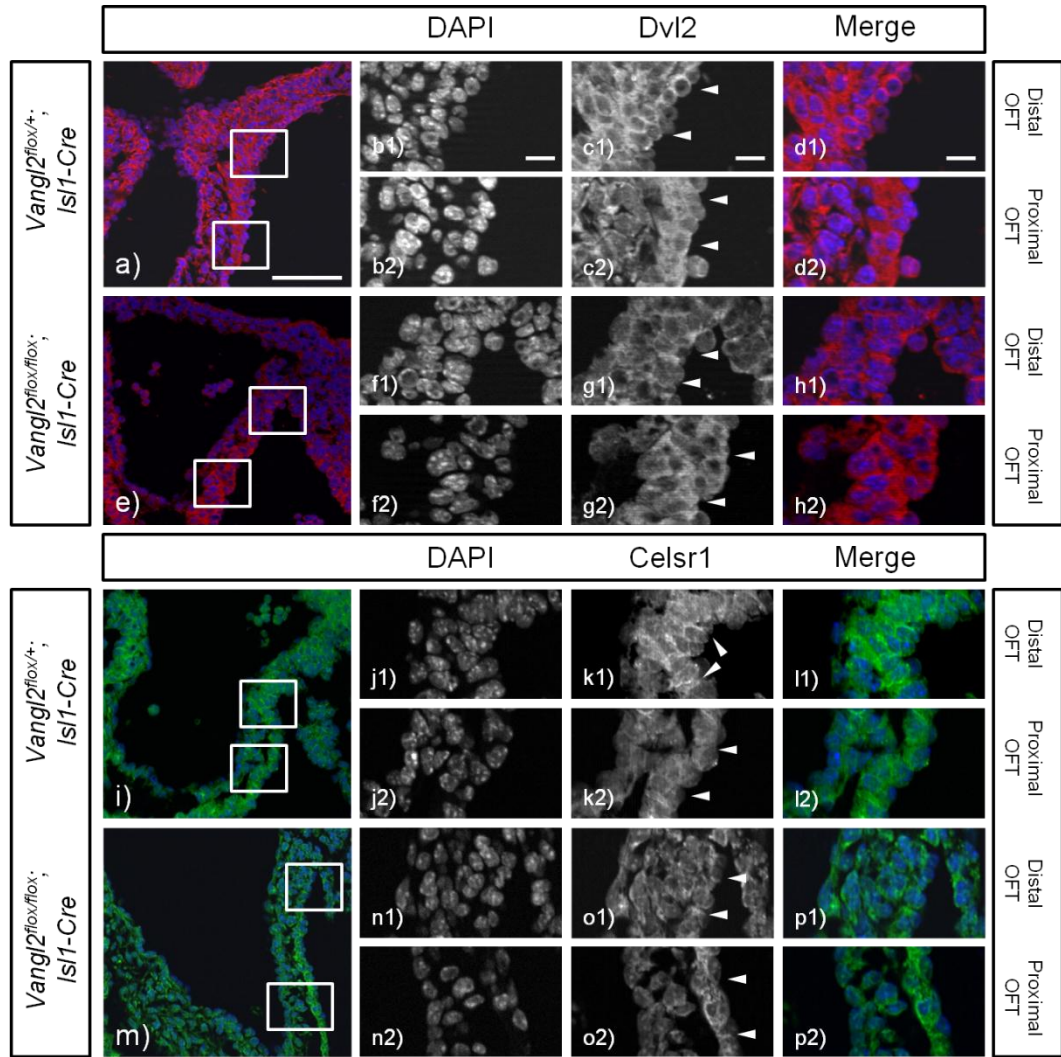 DAPI Dvl2 Merge
Vangl2flox/+;
Isl1-Cre
a)
b1)
c1)
d1)
Distal
OFT
b2)
c2)
d2)
Proximal
OFT
Vangl2flox/flox;
Isl1-Cre
e)
f1)
g1)
h1)
Distal
OFT
f2)
g2)
h2)
Proximal
OFT
DAPI Celsr1 Merge
Vangl2flox/+;
Isl1-Cre
i)
j1)
k1)
l1)
Distal
OFT
j2)
k2)
l2)
Proximal
OFT
Vangl2flox/flox;
Isl1-Cre
m)
n1)
o1)
p1)
Distal
OFT
n2)
o2)
p2)
Proximal
OFT